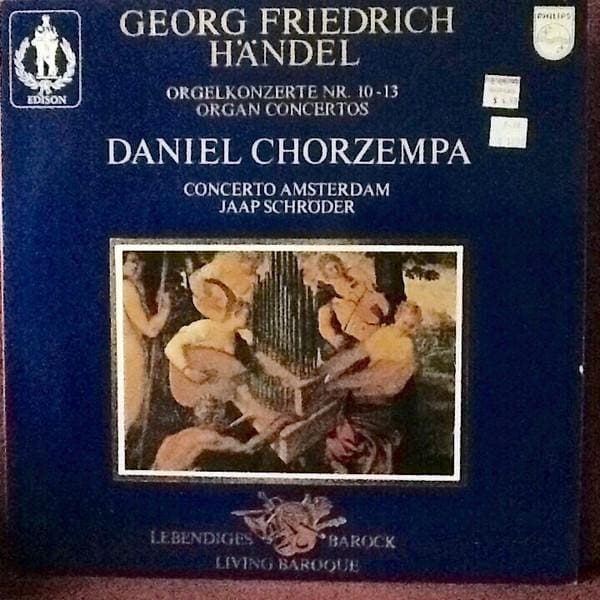 GEORG FRIEDRICH
HÄNDEL
ORGELKONZERTE NR. 10-13
ORGAN CONCERTOS
DANIEL CHORZEMPA
CONCERTO AMSTERDAM
JAAP SCHRÖDER
EDISON
PHILIPS
LEBENDIGES BAROCK
LIVING BAROQUE